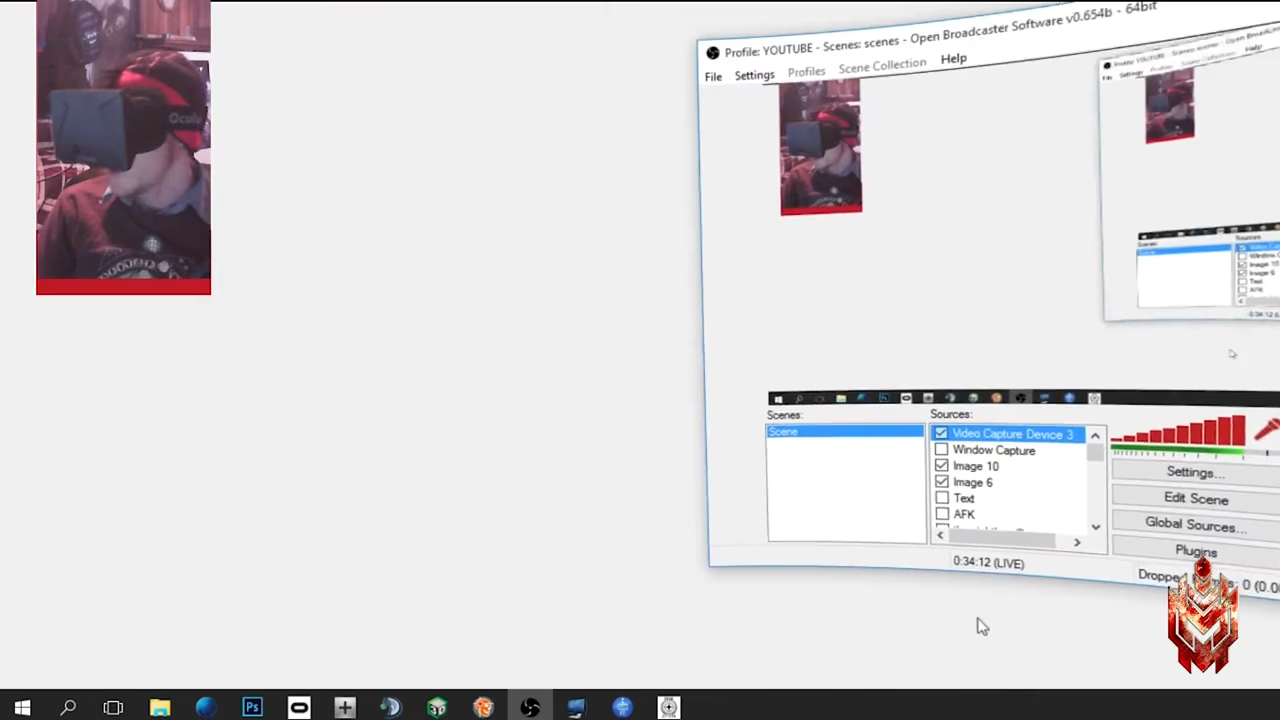 Oculu
Profile: YOUTUBE - Scenes: scenes - Open Broadcaster Software v0.654b - 64bit
File Settings Profiles Scene Collection Help
Scenes:
Scene
Sources:
Video Capture Device 3
Window Capture
Image 10
Image 6
Text
AFK
Settings...
Edit Scene
Global Sources...
Plugins
0:34:12 (LIVE)
Ps